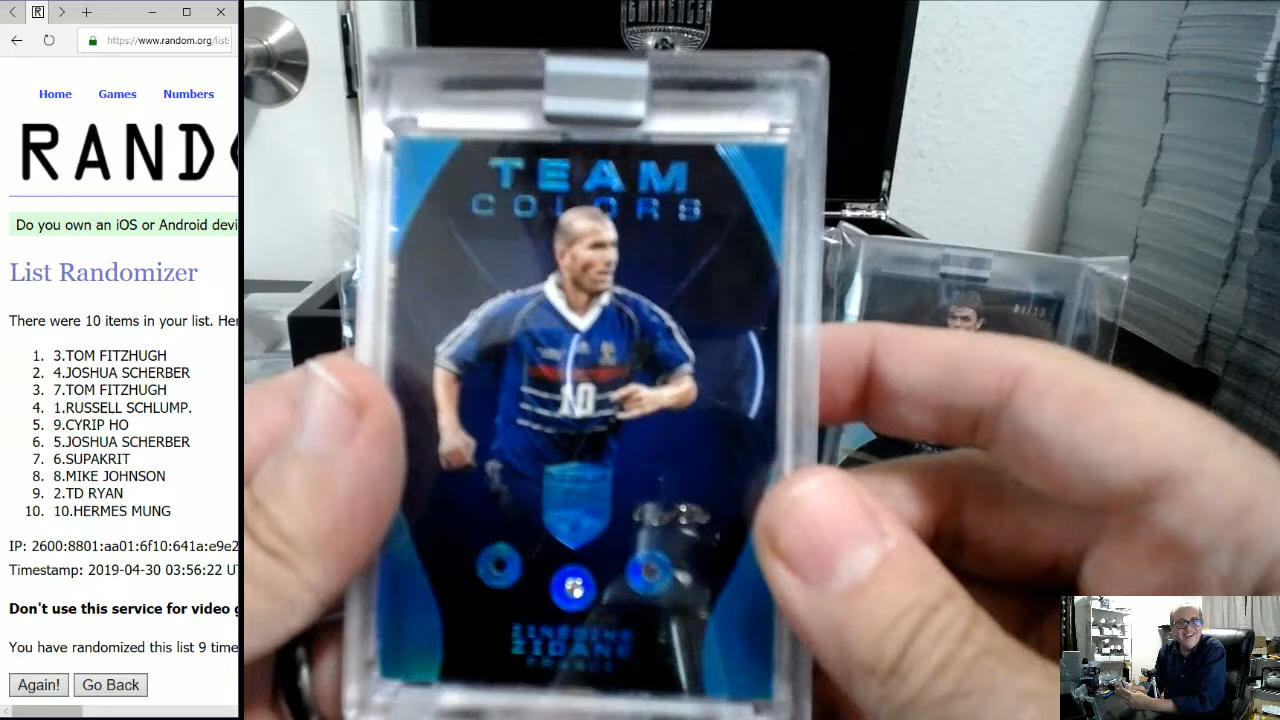 https://www.random.org/list
Home Games Numbers
RANDO
Do you own an iOS or Android devi
List Randomizer
There were 10 items in your list. Her
1. 3.TOM FITZHUGH
2. 4.JOSHUA SCHERBER
3. 7.TOM FITZHUGH
4. 1.RUSSELL SCHLUMP.
5. 9.CYRIP HO
6. 5.JOSHUA SCHERBER
7. 6.SUPAKRIT
8. 8.MIKE JOHNSON
9. 2.TD RYAN
10. 10.HERMES MUNG
IP: 2600:8801:aa01:6f10:641a:e9e2
Timestamp: 2019-04-30 03:56:22 U
Don't use this service for video g
You have randomized this list 9 time
Again! Go Back
EMINENCE
TEAM
COLORS
10
ZINEDINE
ZIDANE
FRANCE